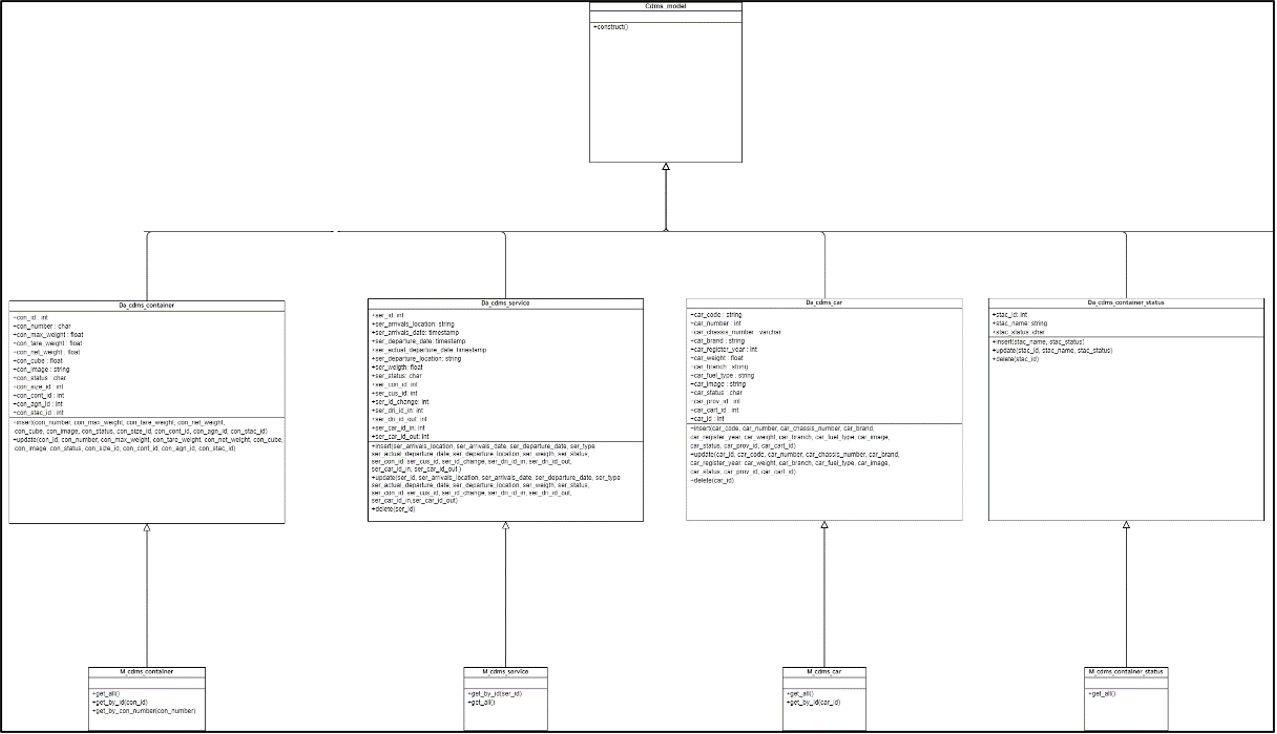 Cdms_model
+construct()
Da_cdms_container
+con_id : int
+con_number : char
+con_max_weight : float
+con_tare_weight : float
+con_net_weight : float
+con_cube : float
+con_image : string
+con_status : char
+con_size_id : int
+con_cont_id : int
+con_agn_id : int
+con_stac_id : int
+insert(con_number, con_max_weight, con_tare_weight, con_net_weight,
con_cube, con_image, con_status, con_size_id, con_cont_id, con_agn_id, con_stac_id)
+update(con_id, con_number, con_max_weight, con_tare_weight, con_net_weight, con_cube,
con_image, con_status, con_size_id, con_cont_id, con_agn_id, con_stac_id)
Da_cdms_service
+ser_id: int
+ser_arrivals_location: string
+ser_arrivals_date: timestamp
+ser_departure_date: timestamp
+ser_actual_departure_date: timestamp
+ser_departure_location: string
+ser_weigth: float
+ser_status: char
+ser_con_id: int
+ser_cus_id: int
+ser_id_change: int
+ser_dri_id_in: int
+ser_dri_id_out: int
+ser_car_id_in: int
+ser_car_id_out: int
+insert(ser_arrivals_location, ser_arrivals_date, ser_departure_date, ser_type
ser_actual_departure_date, ser_departure_location, ser_weigth, ser_status,
ser_con_id, ser_cus_id, ser_id_change, ser_dri_id_in, ser_dri_id_out,
ser_car_id_in, ser_car_id_out )
+update(ser_id, ser_arrivals_location, ser_arrivals_date, ser_departure_date, ser_type
ser_actual_departure_date, ser_departure_location, ser_weigth, ser_status,
ser_con_id, ser_cus_id, ser_id_change, ser_dri_id_in, ser_dri_id_out,
ser_car_id_in,ser_car_id_out)
+delete(ser_id)
Da_cdms_car
+car_code : string
+car_number : int
+car_chassis_number : varchar
+car_brand : string
+car_register_year : int
+car_weight : float
+car_branch : string
+car_fuel_type : string
+car_image : string
+car_status : char
+car_prov_id : int
+car_cart_id : int
+car_id : int
+insert(car_code, car_number, car_chassis_number, car_brand,
car_register_year, car_weight, car_branch, car_fuel_type, car_image,
car_status, car_prov_id, car_cart_id)
+update(car_id, car_code, car_number, car_chassis_number, car_brand,
car_register_year, car_weight, car_branch, car_fuel_type, car_image,
car_status, car_prov_id, car_cart_id)
+delete(car_id)
Da_cdms_container_status
+stac_id: int
+stac_name: string
+stac_status: char
+insert(stac_name, stac_status)
+update(stac_id, stac_name, stac_status)
+delete(stac_id)
M_cdms_container
+get_all()
+get_by_id(con_id)
+get_by_con_number(con_number)
M_cdms_service
+get_by_id(ser_id)
+get_all()
M_cdms_car
+get_all()
+get_by_id(car_id)
M_cdms_container_status
+get_all()